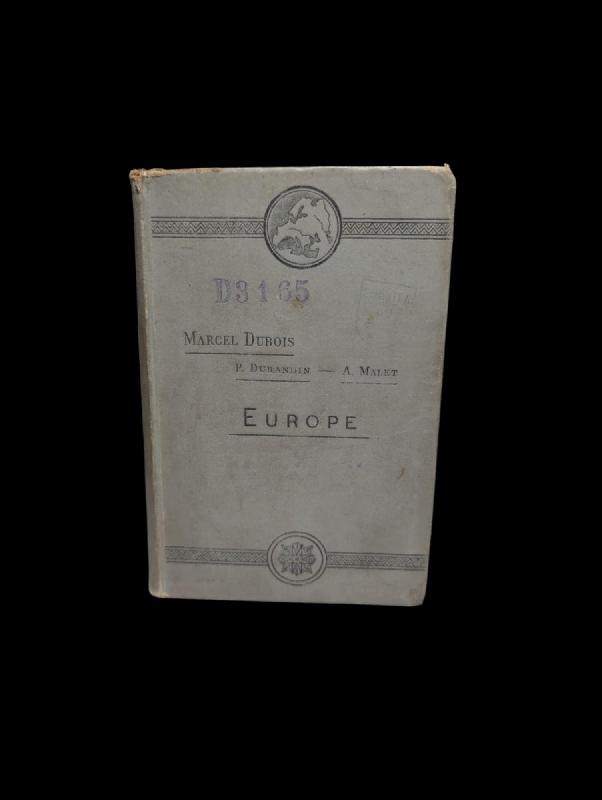 D3165
MARCEL DUBOIS
P. DURANDIN — A. MALET
EUROPE